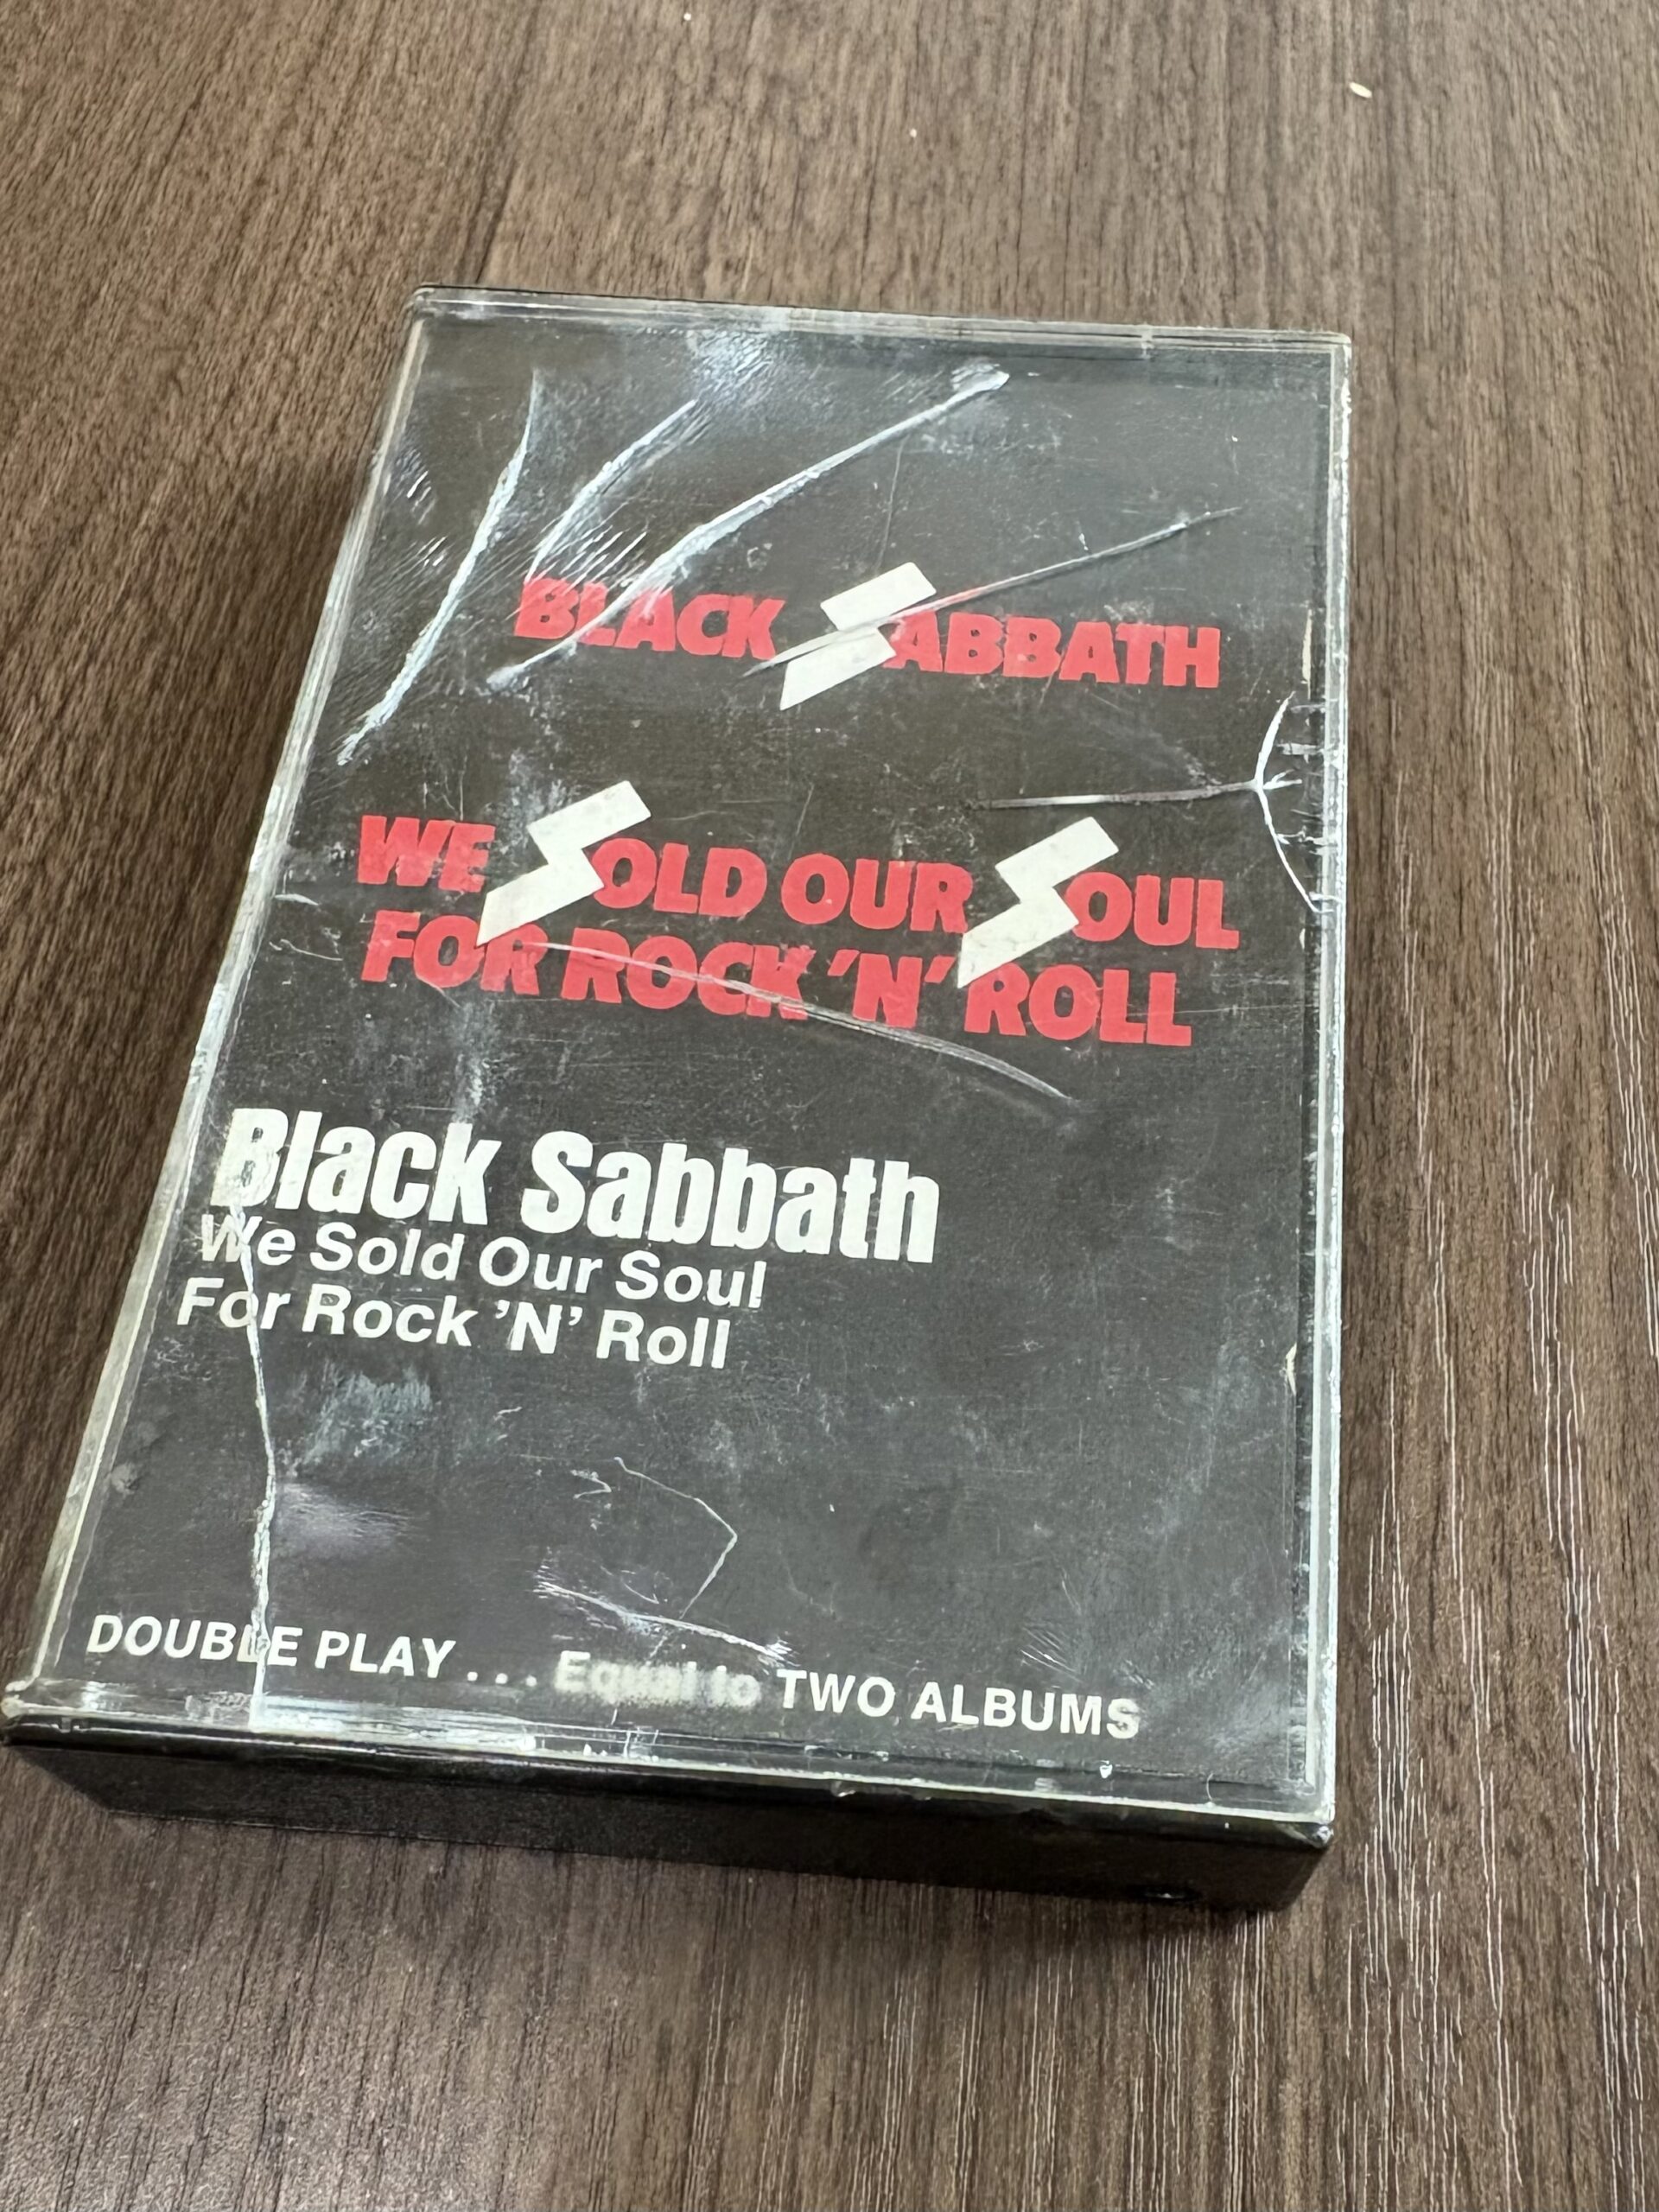 BLACK SABBATH
WE SOLD OUR SOUL
FOR ROCK 'N' ROLL
Black Sabbath
We Sold Our Soul
For Rock 'N' Roll
DOUBLE PLAY . . . Equal to TWO ALBUMS